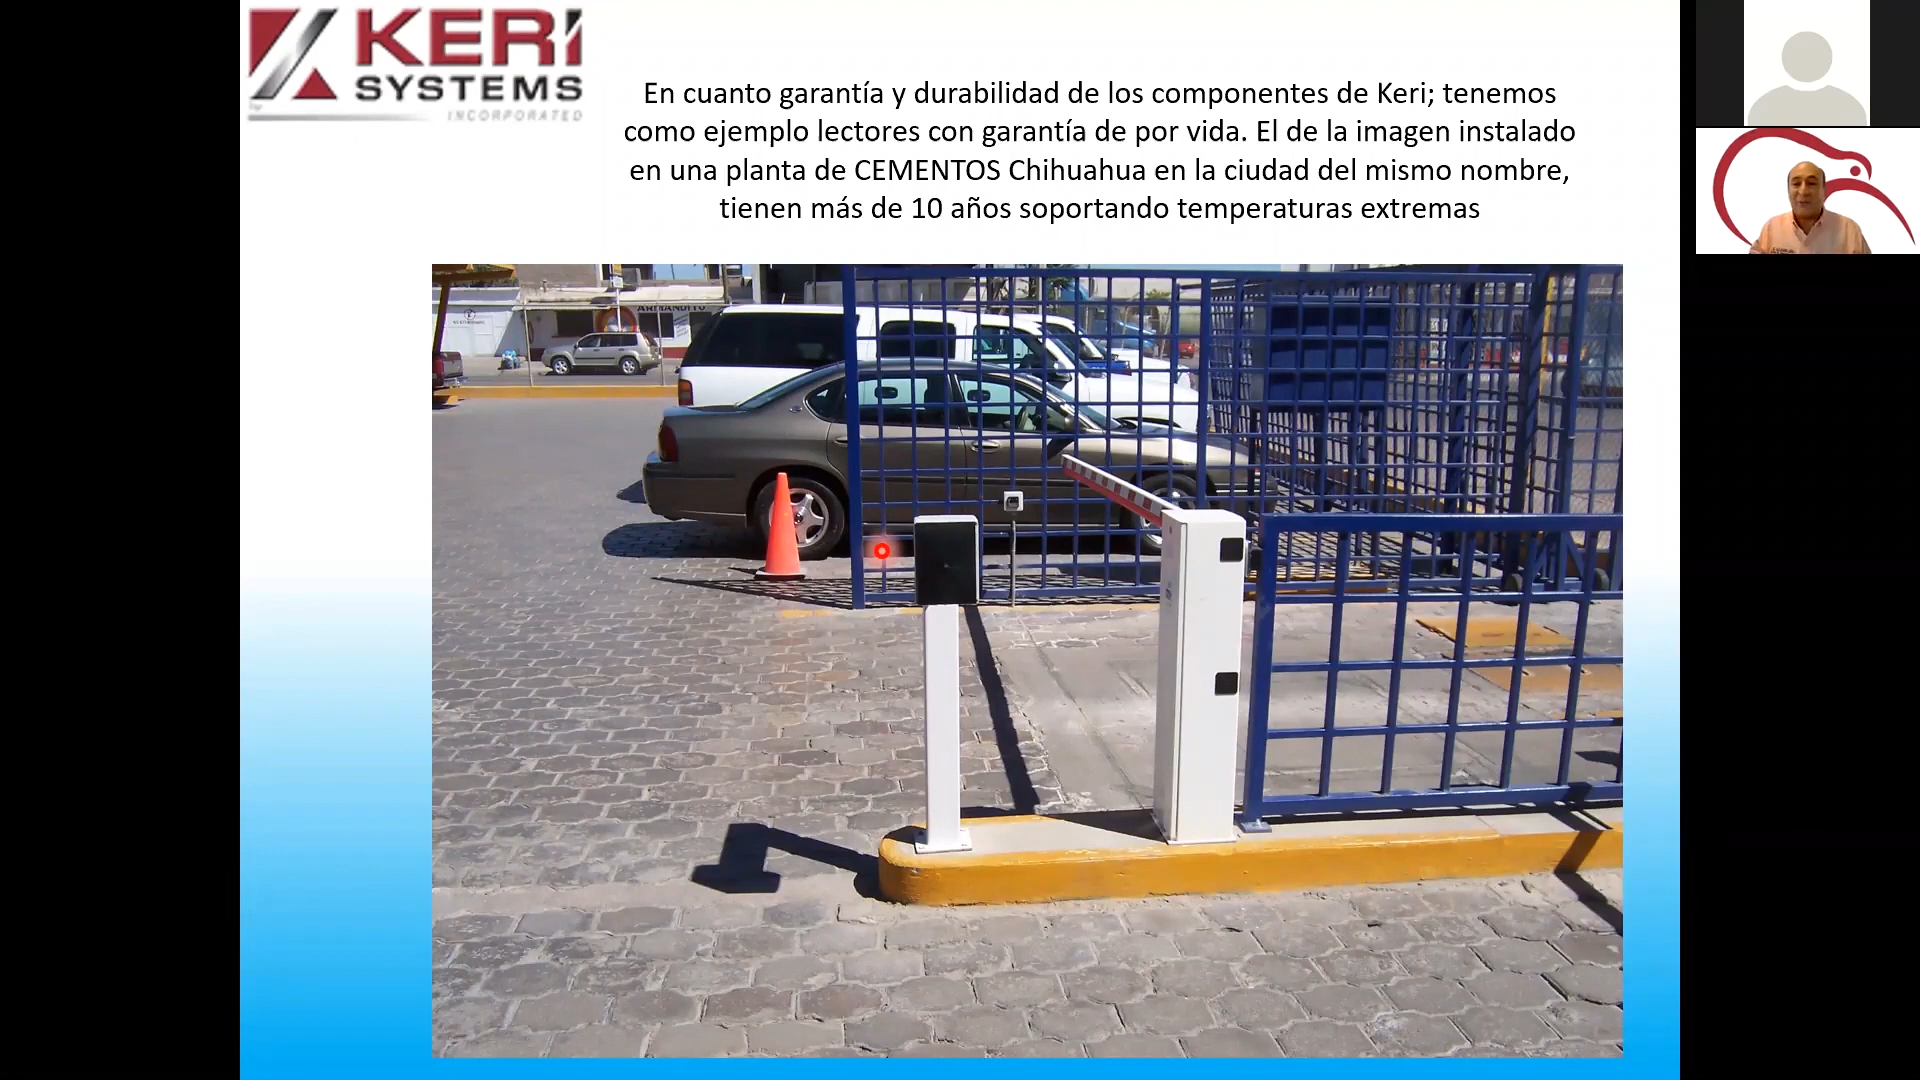 KERI
SYSTEMS
INCORPORATED
En cuanto garantía y durabilidad de los componentes de Keri; tenemos
como ejemplo lectores con garantía de por vida. El de la imagen instalado
en una planta de CEMENTOS Chihuahua en la ciudad del mismo nombre,
tienen más de 10 años soportando temperaturas extremas
ARMANDITO